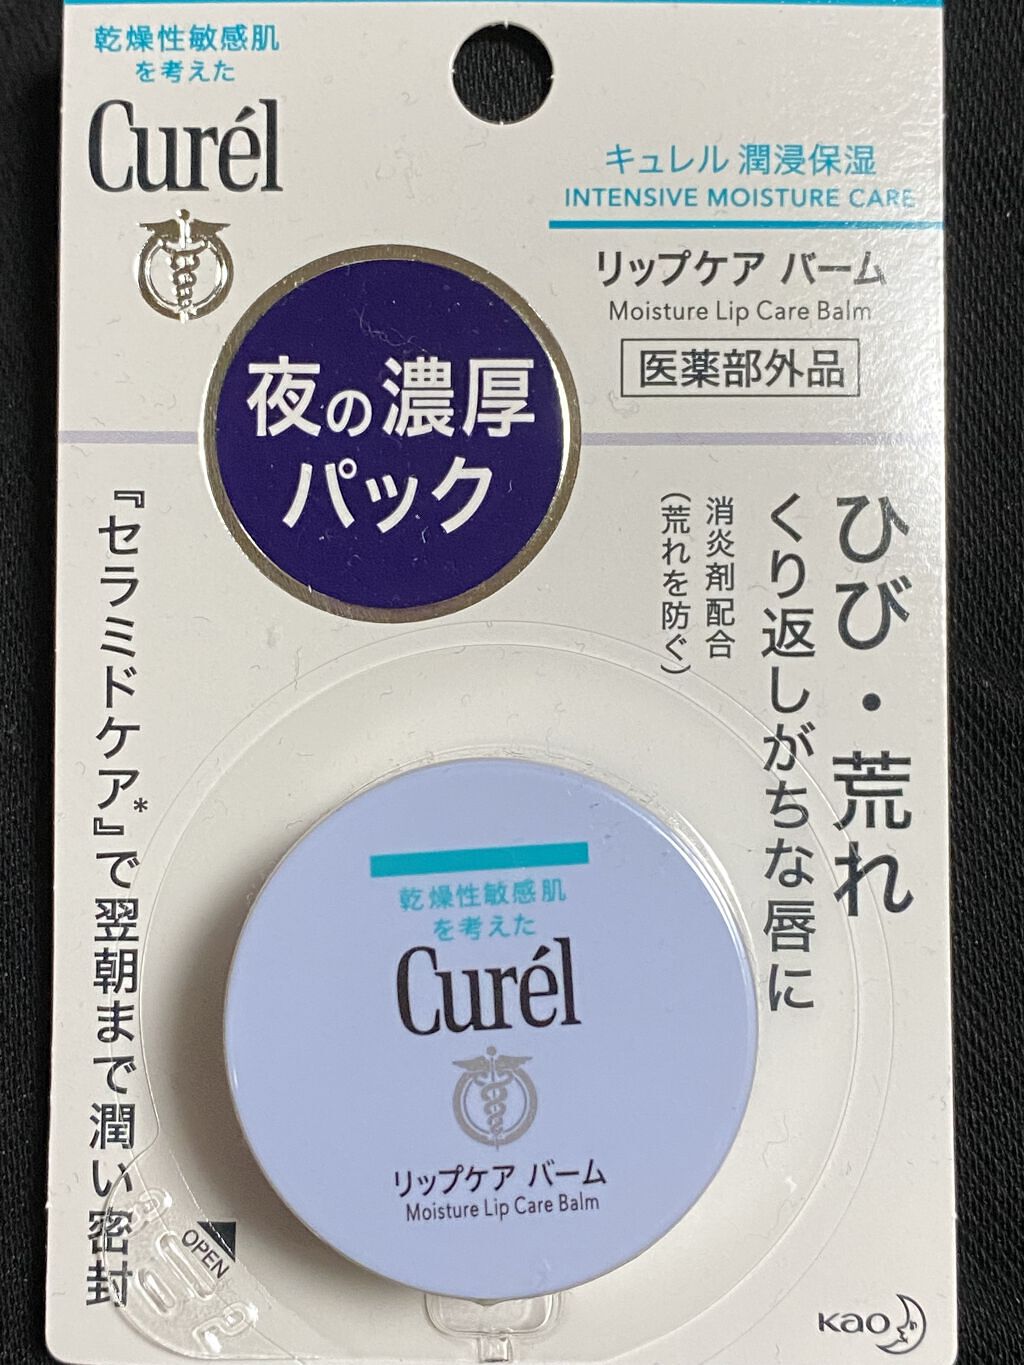 乾燥性敏感肌
を考えた
Curél
キュレル 潤浸保湿
INTENSIVE MOISTURE CARE
リップケア バーム
Moisture Lip Care Balm
医薬部外品
夜の濃厚
パック
ひび・荒れ
くり返しがちな唇に
消炎剤配合
(荒れを防ぐ)
『セラミドケア*』で翌朝まで潤い密封
乾燥性敏感肌
を考えた
Curél
リップケア バーム
Moisture Lip Care Balm
OPEN
Kao